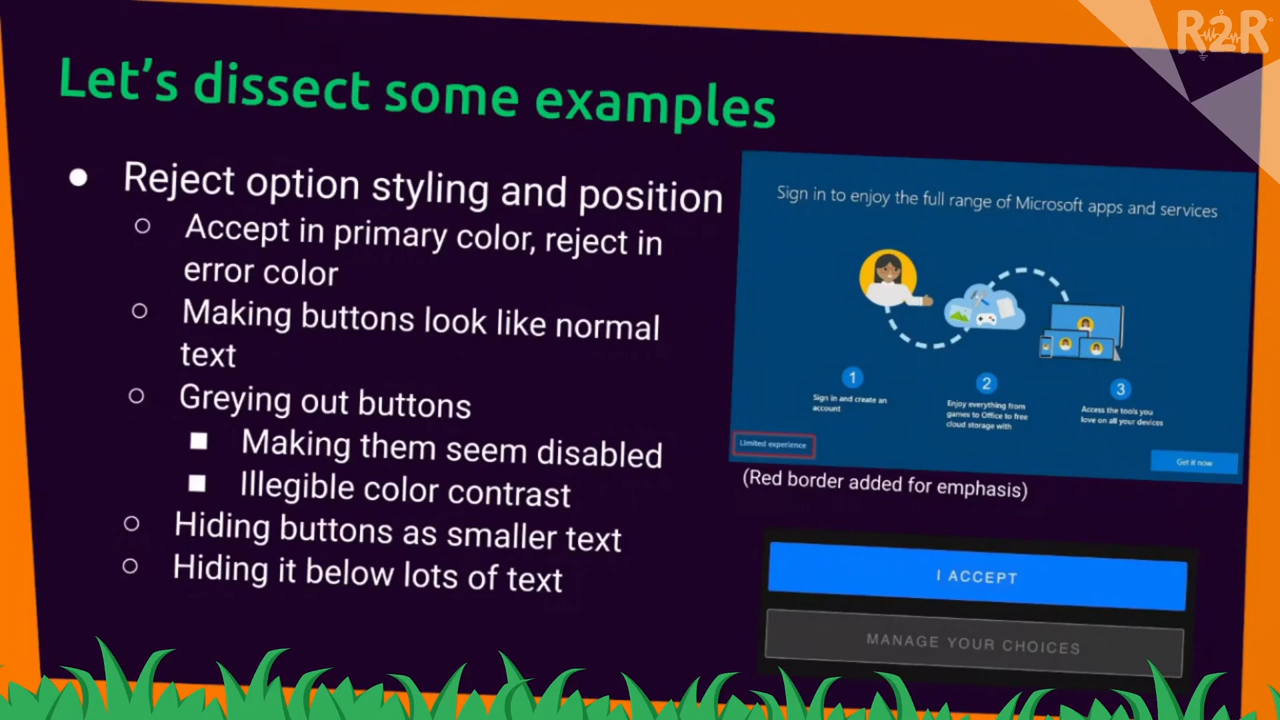 R2R
Let's dissect some examples
Reject option styling and position
Accept in primary color, reject in
error color
Making buttons look like normal
text
Greying out buttons
Making them seem disabled
Illegible color contrast
Hiding buttons as smaller text
Hiding it below lots of text
Sign in to enjoy the full range of Microsoft apps and services
1
Sign in and create an
account
2
Enjoy everything from
games to Office to free
cloud storage with
3
Access the tools you
love on all your devices
Limited experience
Get it now
(Red border added for emphasis)
I ACCEPT
MANAGE YOUR CHOICES